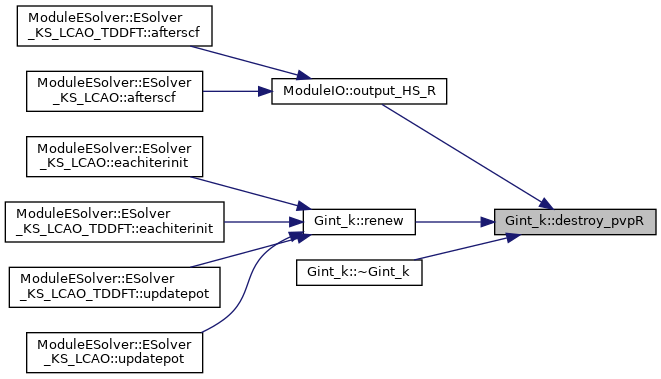 ModuleESolver::ESolver
_KS_LCAO_TDDFT::afterscf
ModuleESolver::ESolver
_KS_LCAO::afterscf
ModuleIO::output_HS_R
ModuleESolver::ESolver
_KS_LCAO::eachiterinit
ModuleESolver::ESolver
_KS_LCAO_TDDFT::eachiterinit
Gint_k::renew
Gint_k::destroy_pvpR
Gint_k::~Gint_k
ModuleESolver::ESolver
_KS_LCAO_TDDFT::updatepot
ModuleESolver::ESolver
_KS_LCAO::updatepot